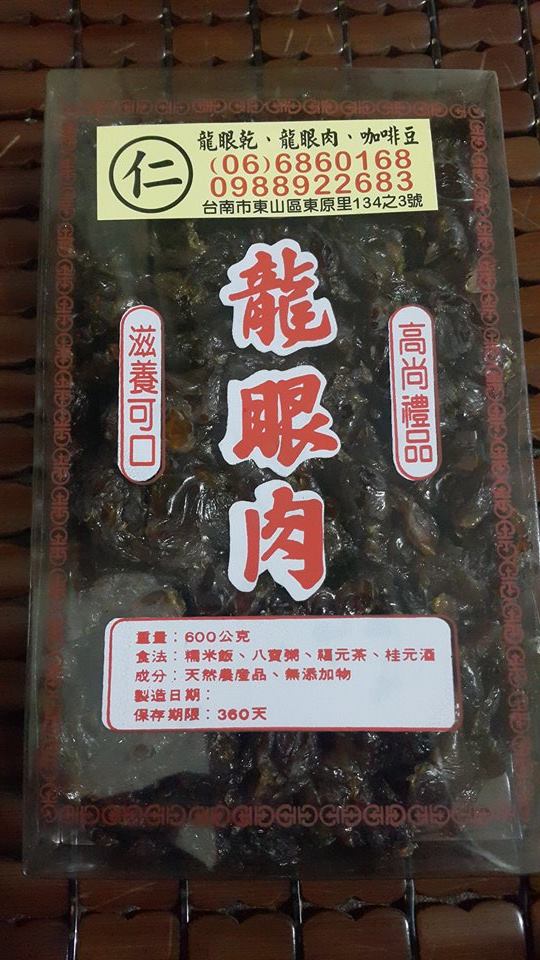 仁
龍眼乾、龍眼肉、咖啡豆
(06)6860168
0988922683
台南市東山區東原里134之3號
龍眼肉
高尚禮品
滋養可口
重量：600公克
食法：糯米飯、八寶粥、福元茶、桂元酒
成分：天然農產品、無添加物
製造日期：
保存期限：360天